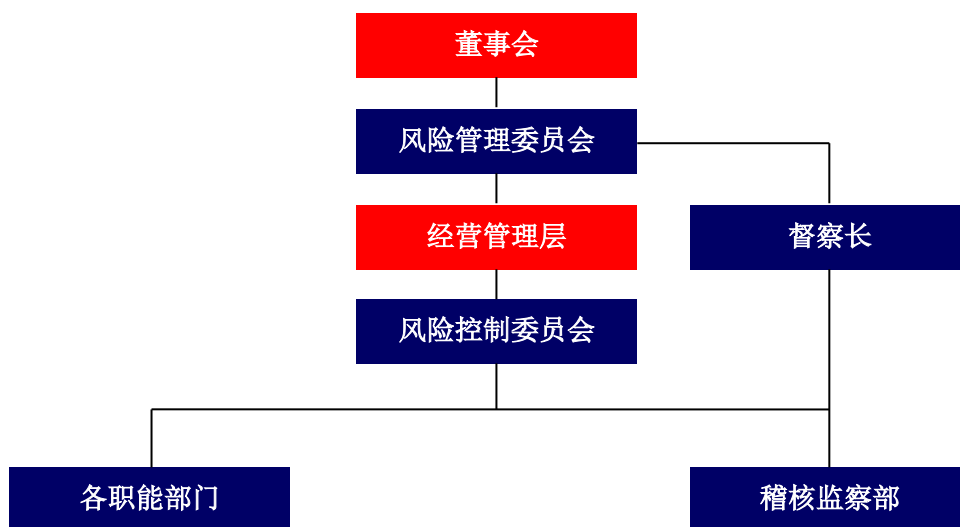 董事会
风险管理委员会
经营管理层
督察长
风险控制委员会
各职能部门
稽核监察部